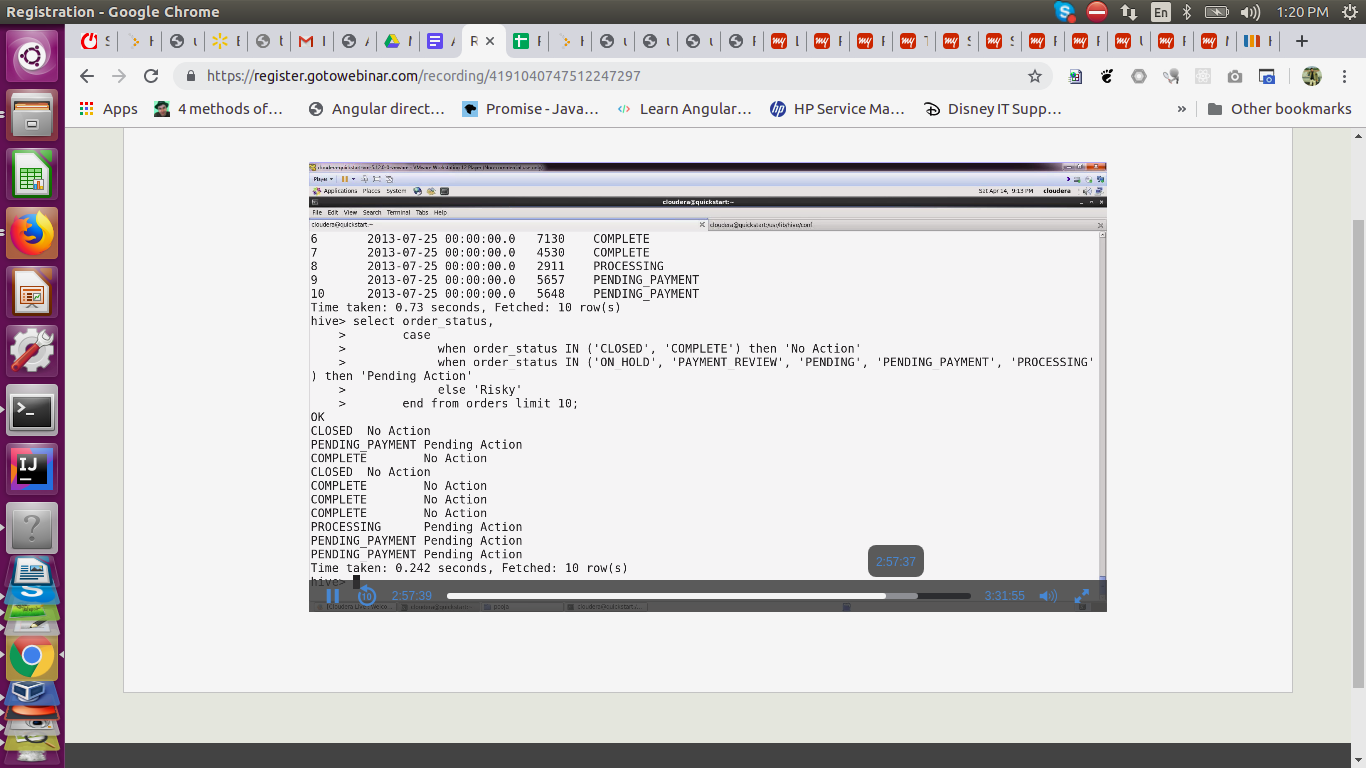 Registration - Google Chrome
En
1:20 PM
https://register.gotowebinar.com/recording/4191040747512247297
Apps 4 methods of... Angular direct... Promise - Java... Learn Angular... HP Service Ma... Disney IT Supp... » Other bookmarks
Applications Places System
Sat Apr 14, 9:13 PM cloudera
cloudera@quickstart:~
File Edit View Search Terminal Tabs Help
cloudera@quickstart:~
cloudera@quickstart:/usr/lib/hive/conf
6 2013-07-25 00:00:00.0 7130 COMPLETE
7 2013-07-25 00:00:00.0 4530 COMPLETE
8 2013-07-25 00:00:00.0 2911 PROCESSING
9 2013-07-25 00:00:00.0 5657 PENDING_PAYMENT
10 2013-07-25 00:00:00.0 5648 PENDING_PAYMENT
Time taken: 0.73 seconds, Fetched: 10 row(s)
hive> select order_status,
> case
> when order_status IN ('CLOSED', 'COMPLETE') then 'No Action'
> when order_status IN ('ON_HOLD', 'PAYMENT_REVIEW', 'PENDING', 'PENDING_PAYMENT', 'PROCESSING'
) then 'Pending Action'
> else 'Risky'
> end from orders limit 10;
OK
CLOSED No Action
PENDING_PAYMENT Pending Action
COMPLETE No Action
CLOSED No Action
COMPLETE No Action
COMPLETE No Action
COMPLETE No Action
PROCESSING Pending Action
PENDING_PAYMENT Pending Action
PENDING_PAYMENT Pending Action
Time taken: 0.242 seconds, Fetched: 10 row(s)
hive>
2:57:37
10 2:57:39 3:31:55